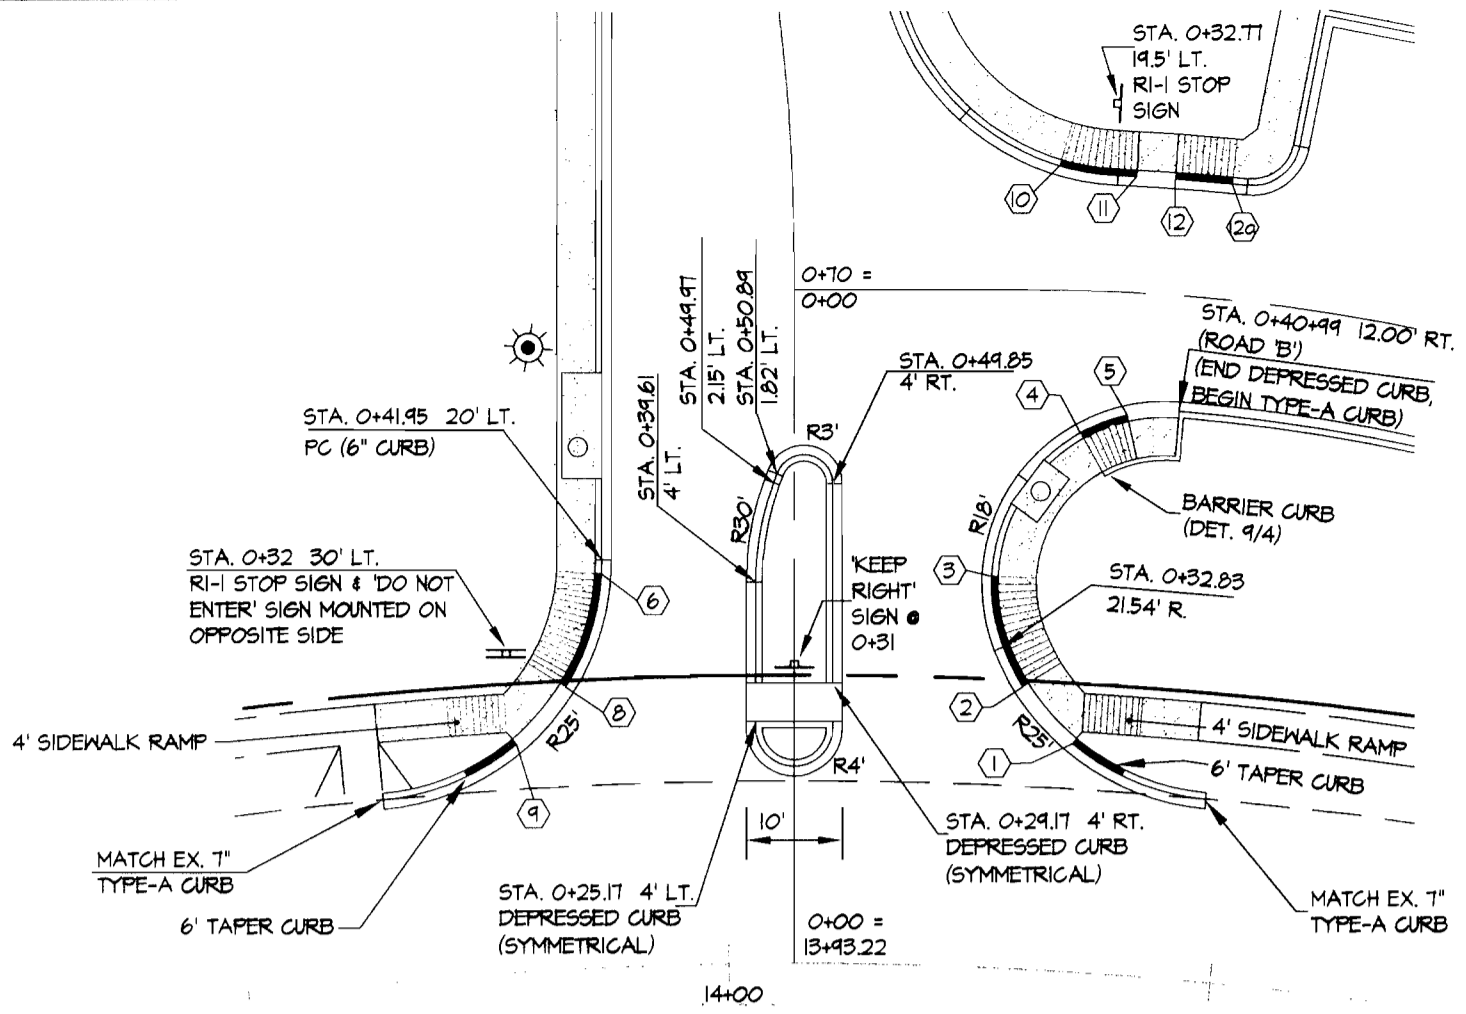 STA. 0+32.77
19.5' LT.
R1-1 STOP
SIGN
10
11
12
12a
0+70 =
0+00
STA. 0+40+99 12.00' RT.
(ROAD 'B')
(END DEPRESSED CURB,
BEGIN TYPE-A CURB)
STA. 0+49.97
2.15' LT.
STA. 0+50.89
1.82' LT.
STA. 0+49.85
4' RT.
5
4
STA. 0+39.61
4' LT.
STA. 0+41.95 20' LT.
PC (6" CURB)
R3'
R30'
R18'
BARRIER CURB
(DET. 9/4)
STA. 0+32 30' LT.
R1-1 STOP SIGN & 'DO NOT
ENTER' SIGN MOUNTED ON
OPPOSITE SIDE
6
'KEEP
RIGHT'
SIGN @
0+31
3
STA. 0+32.83
21.54' R.
8
2
4' SIDEWALK RAMP
R25'
R25'
4' SIDEWALK RAMP
1
R4'
6' TAPER CURB
9
10'
MATCH EX. 7"
TYPE-A CURB
6' TAPER CURB
STA. 0+25.17 4' LT.
DEPRESSED CURB
(SYMMETRICAL)
STA. 0+29.17 4' RT.
DEPRESSED CURB
(SYMMETRICAL)
MATCH EX. 7"
TYPE-A CURB
0+00 =
13+93.22
14+00